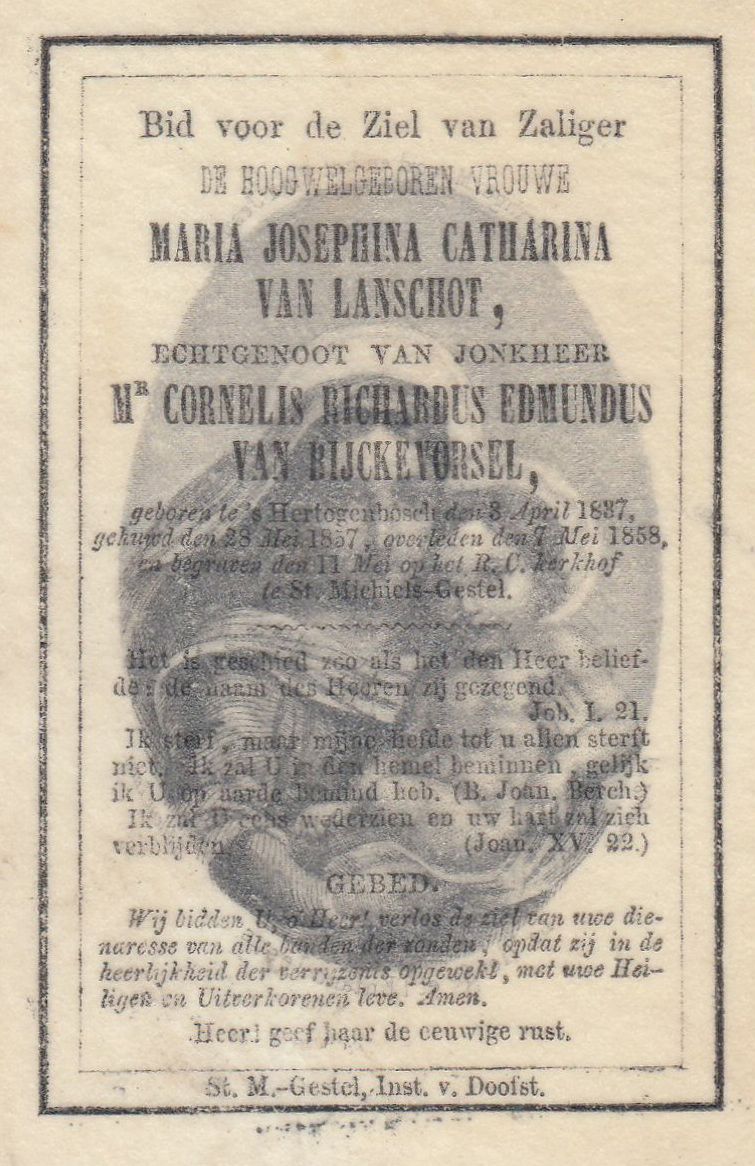 Bid voor de Ziel van Zaliger
DE HOOGWELGEBOREN VROUWE
MARIA JOSEPHINA CATHARINA
VAN LANSCHOT,
ECHTGENOOT VAN JONKHEER
MR CORNELIS RICHARDUS EDMUNDUS
VAN RIJCKEVORSEL,
geboren te 's Hertogenbosch den 3 April 1837,
gehuwd den 28 Mei 1857, overleden den 7 Mei 1858,
en begraven den 11 Mei op het R. C. kerkhof
te St. Michiels-Gestel.
Het is geschied zoo als het den Heer belief-
de: de naam des Heeren zij gezegend.
Job. I. 21.
Ik sterf, maar mijne liefde tot u allen sterft
niet. Ik zal U in den hemel beminnen, gelijk
ik U op aarde bemind heb. (B. Joan. Berch.)
Ik zal U eens wederzien en uw hart zal zich
verblijden. (Joan. XV. 22.)
GEBED.
Wij bidden U, o Heer! verlos de ziel van uwe die-
naresse van alle banden der zonden, opdat zij in de
heerlijkheid der verrijzenis opgewekt, met uwe Hei-
ligen en Uitverkorenen leve. Amen.
Heer! geef haar de eeuwige rust.
St. M.-Gestel, Inst. v. Doofst.